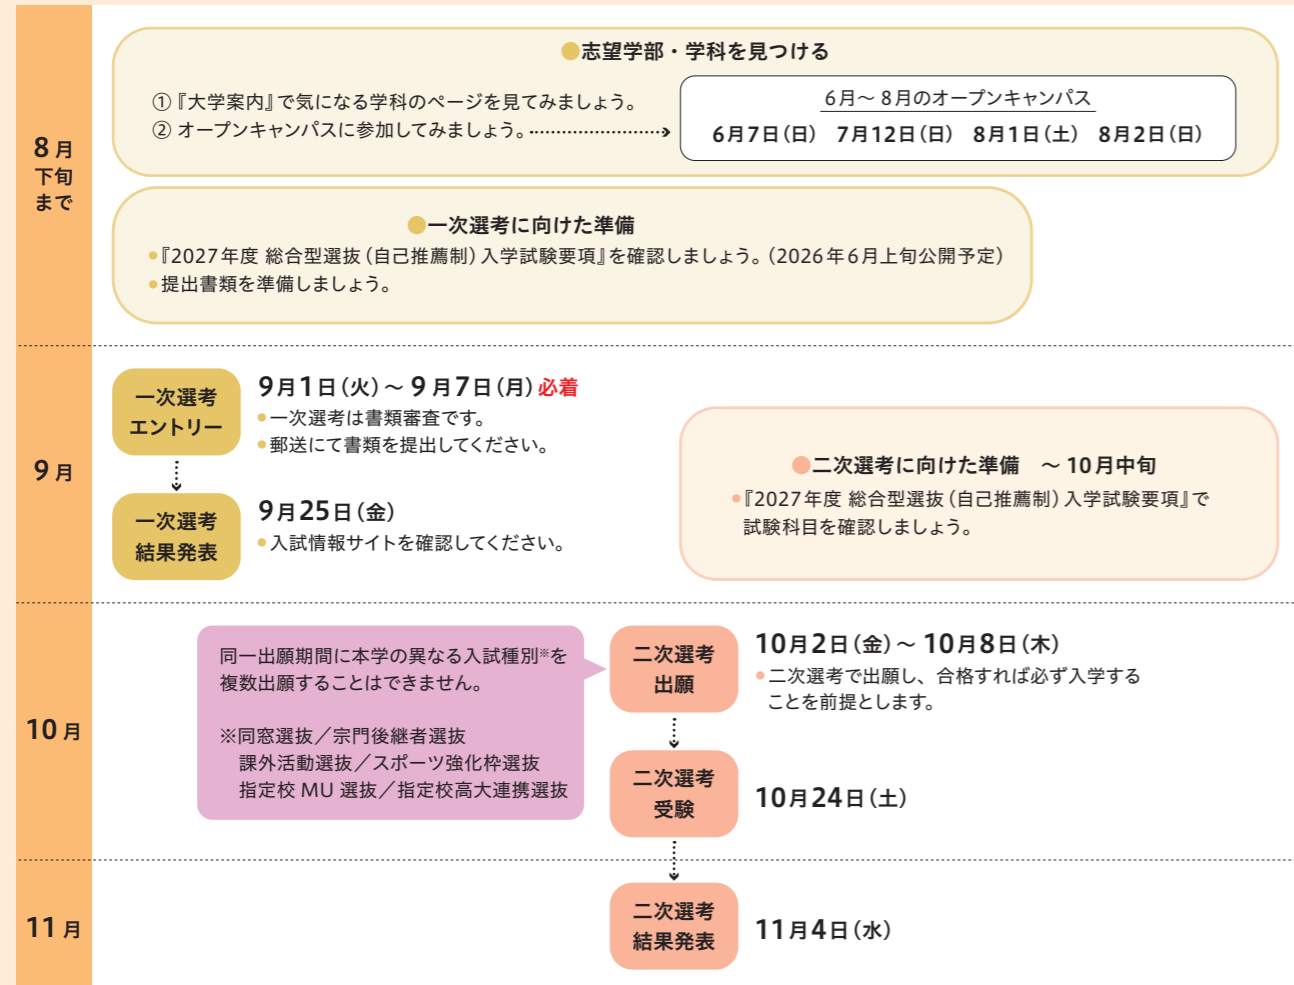 8月
下旬
まで
●志望学部・学科を見つける
①『大学案内』で気になる学科のページを見てみましょう。
② オープンキャンパスに参加してみましょう。
6月～8月のオープンキャンパス
6月7日(日) 7月12日(日) 8月1日(土) 8月2日(日)
●一次選考に向けた準備
●『2027年度 総合型選抜(自己推薦制)入学試験要項』を確認しましょう。(2026年6月上旬公開予定)
●提出書類を準備しましょう。
9月
一次選考
エントリー
9月1日(火)～9月7日(月)必着
●一次選考は書類審査です。
●郵送にて書類を提出してください。
一次選考
結果発表
9月25日(金)
●入試情報サイトを確認してください。
●二次選考に向けた準備 ～10月中旬
●『2027年度 総合型選抜(自己推薦制)入学試験要項』で
試験科目を確認しましょう。
10月
同一出願期間に本学の異なる入試種別※を
複数出願することはできません。
※同窓選抜／宗門後継者選抜
課外活動選抜／スポーツ強化枠選抜
指定校 MU 選抜／指定校高大連携選抜
二次選考
出願
10月2日(金)～10月8日(木)
●二次選考で出願し、合格すれば必ず入学する
ことを前提とします。
二次選考
受験
10月24日(土)
11月
二次選考
結果発表
11月4日(水)